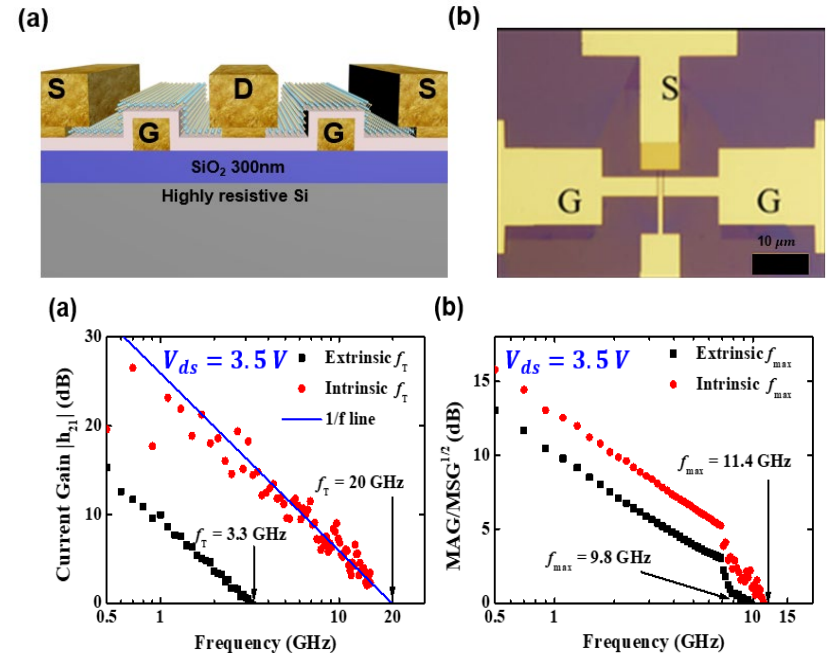 (a)
S
D
S
G
G
SiO₂ 300nm
Highly resistive Si
(b)
S
G
G
10 μm
(a)
V_ds = 3.5 V
Extrinsic f_T
Intrinsic f_T
1/f line
f_T = 20 GHz
f_T = 3.3 GHz
Current Gain |h₂₁| (dB)
30
20
10
0
0.5
1
10
20
Frequency (GHz)
(b)
V_ds = 3.5 V
Extrinsic f_max
Intrinsic f_max
f_max = 11.4 GHz
f_max = 9.8 GHz
MAG/MSG^1/2 (dB)
15
10
5
0
0.5
1
10
15
Frequency (GHz)